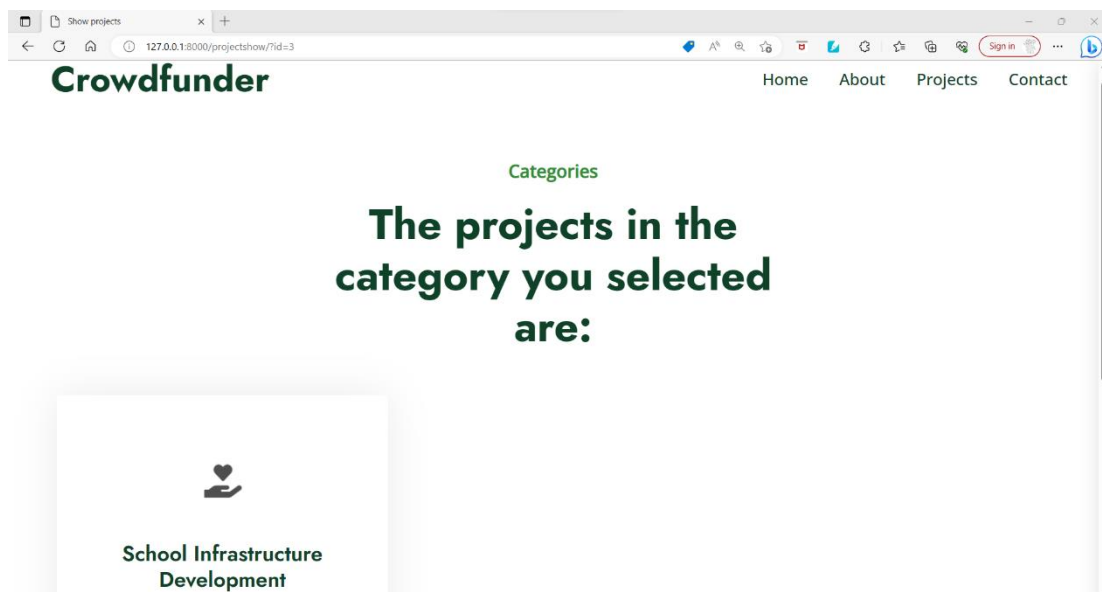 Show projects
127.0.0.1:8000/projectshow/?id=3
Sign in
Crowdfunder
Home About Projects Contact
Categories
The projects in the
category you selected
are:
School Infrastructure
Development